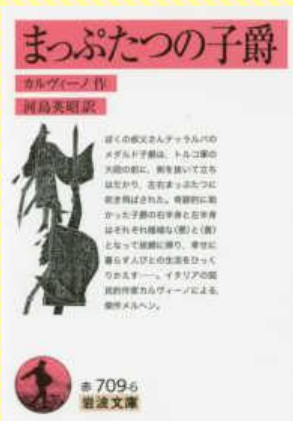 まっぷたつの子爵
カルヴィーノ作
河島英昭訳
ぼくの叔父さんテッラルバの
メダルド子爵は、トルコ軍の
大砲の前に、剣を抜いて立ち
はだかり、左右まっぷたつに
吹き飛ばされた。奇跡的に助
かった子爵の右半身と左半身
はそれぞれ極端な〈悪〉と〈善〉
となって故郷に帰り、幸せに
暮らす人びとの生活をひっく
りかえす──。イタリアの国
民的作家カルヴィーノによる、
傑作メルヘン。
赤 709-6
岩波文庫